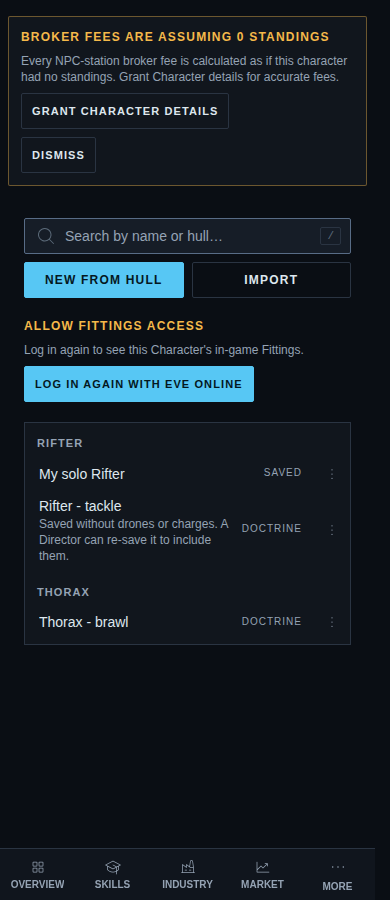 BROKER FEES ARE ASSUMING 0 STANDINGS
Every NPC-station broker fee is calculated as if this character
had no standings. Grant Character details for accurate fees.
GRANT CHARACTER DETAILS
DISMISS
Search by name or hull…
/
NEW FROM HULL
IMPORT
ALLOW FITTINGS ACCESS
Log in again to see this Character's in-game Fittings.
LOG IN AGAIN WITH EVE ONLINE
RIFTER
My solo Rifter
SAVED
Rifter - tackle
Saved without drones or charges. A
Director can re-save it to include
them.
DOCTRINE
THORAX
Thorax - brawl
DOCTRINE
OVERVIEW
SKILLS
INDUSTRY
MARKET
MORE